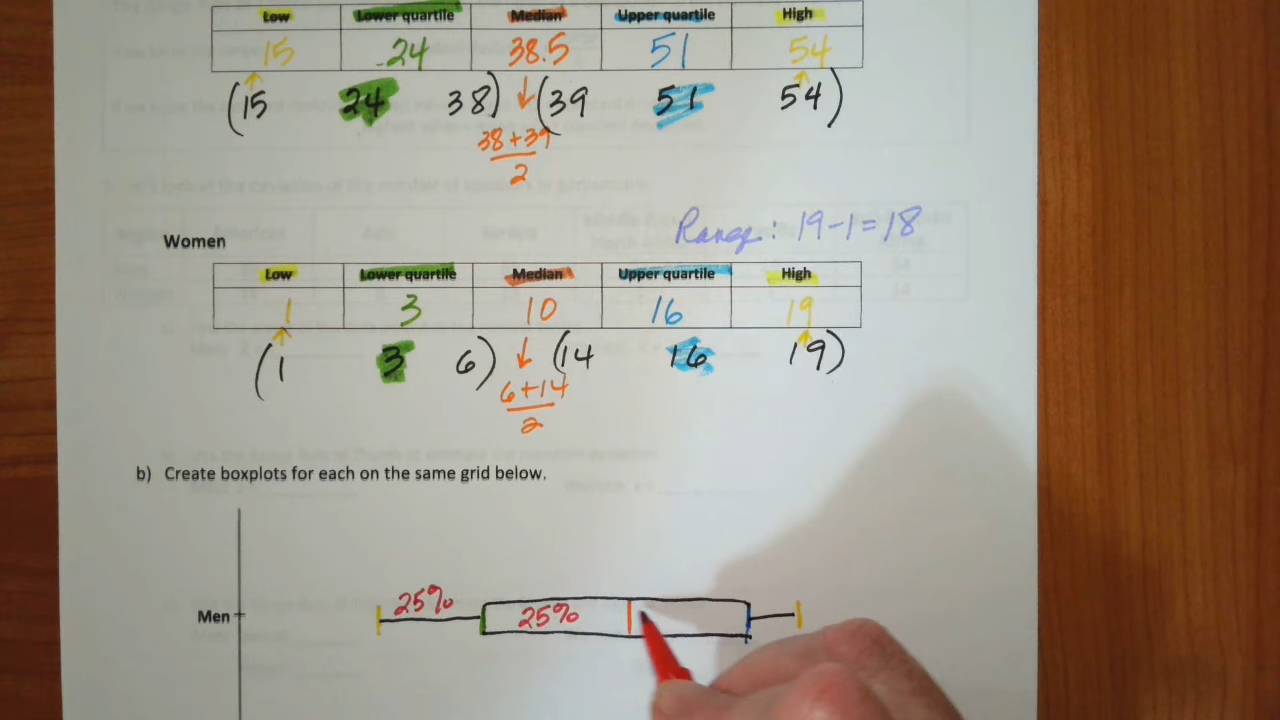 Low Lower quartile Median Upper quartile High
15 24 38.5 51 54
(15 24 38) (39 51 54)
38+39
2
Range: 19-1=18
Women
Low Lower quartile Median Upper quartile High
1 3 10 16 19
(1 3 6) (14 16 19)
6+14
2
b) Create boxplots for each on the same grid below.
25%
Men 25%